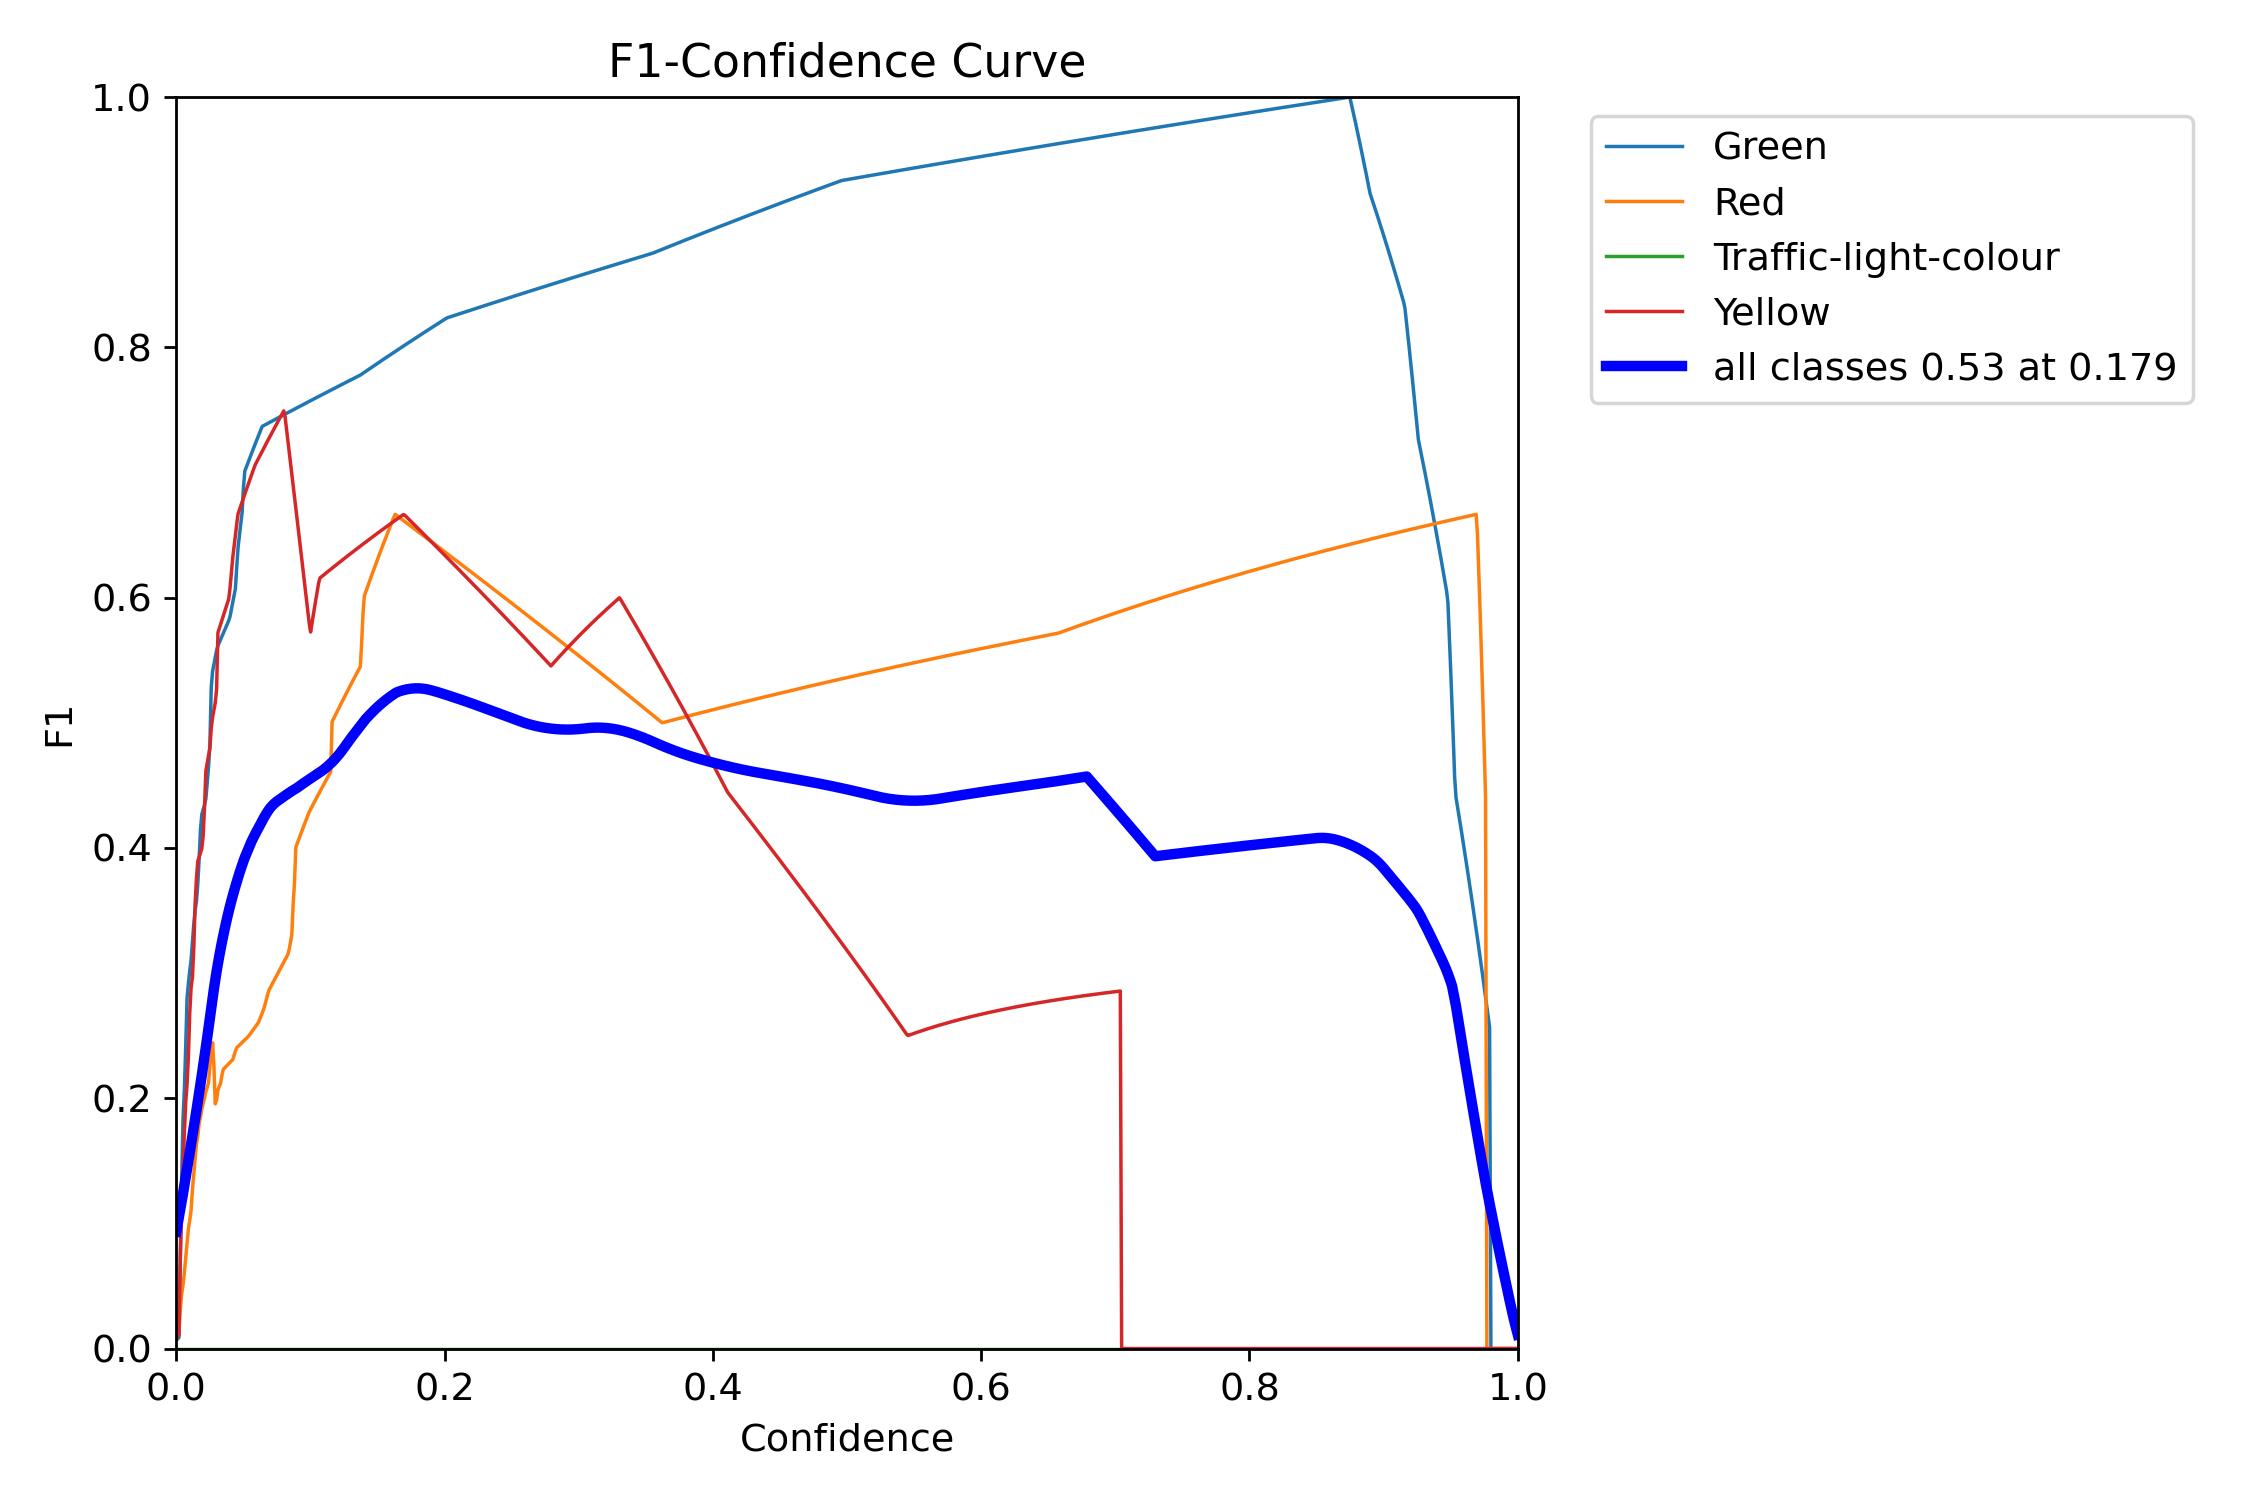 F1-Confidence Curve
1.0
0.8
0.6
0.4
0.2
0.0
F1
0.0 0.2 0.4 0.6 0.8 1.0
Confidence
Green
Red
Traffic-light-colour
Yellow
all classes 0.53 at 0.179